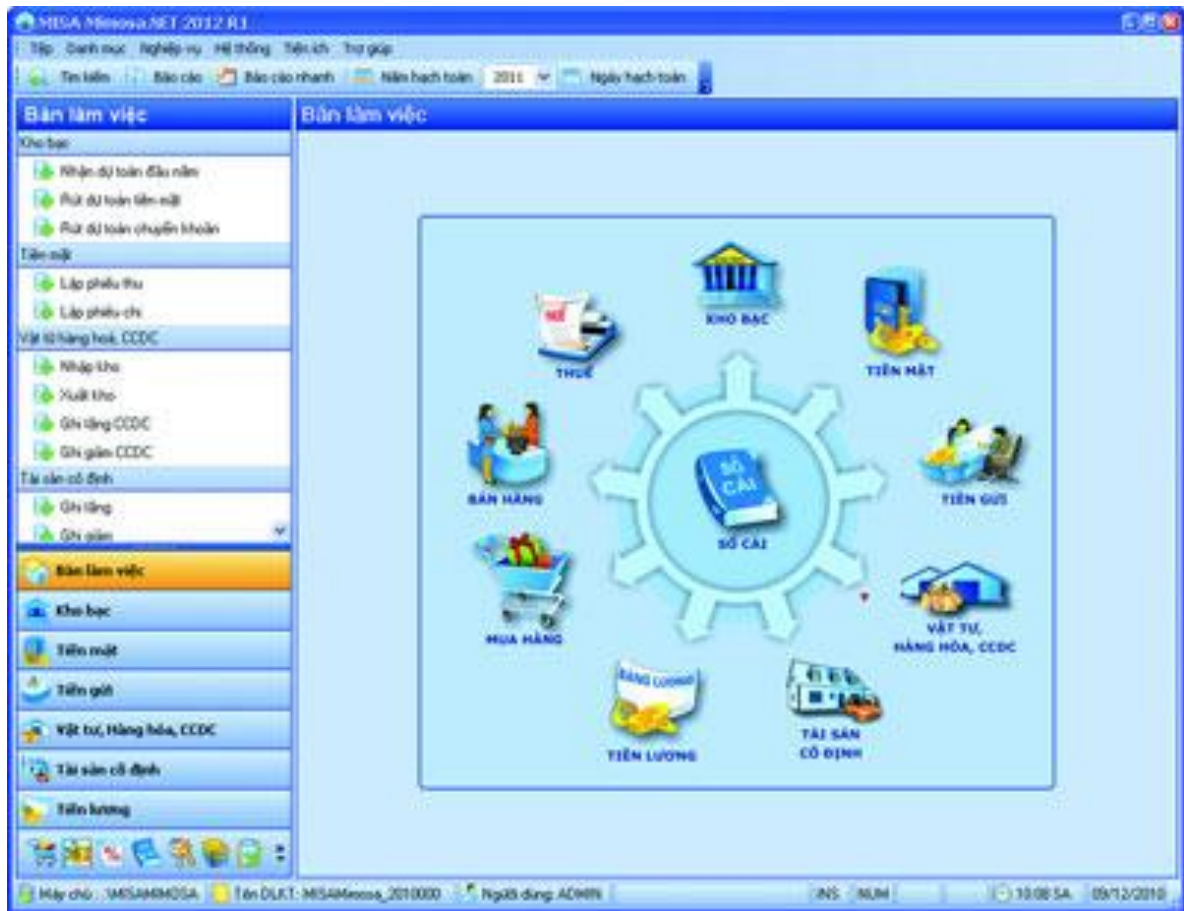 MISA Mimosa.NET 2012 R1
Tệp Danh mục Nghiệp vụ Hệ thống Tiện ích Trợ giúp
Tìm kiếm Báo cáo Báo cáo nhanh Năm hạch toán 2011 Ngày hạch toán
Bàn làm việc
Kho bạc
Nhận dự toán đầu năm
Rút dự toán tiền mặt
Rút dự toán chuyển khoản
Tiền mặt
Lập phiếu thu
Lập phiếu chi
Vật tư hàng hoá, CCDC
Nhập kho
Xuất kho
Ghi tăng CCDC
Ghi giảm CCDC
Tài sản cố định
Ghi tăng
Ghi giảm
Bàn làm việc
Kho bạc
Tiền mặt
Tiền gửi
Vật tư, Hàng hóa, CCDC
Tài sản cố định
Tiền lương
Bàn làm việc
KHO BẠC
THUẾ
TIỀN MẶT
BÁN HÀNG
SỔ
CÁI
SỔ CÁI
TIỀN GỬI
MUA HÀNG
VẬT TƯ,
HÀNG HÓA, CCDC
BẢNG LƯƠNG
TIỀN LƯƠNG
TÀI SẢN
CỐ ĐỊNH
Máy chủ: .\MISAMIMOSA Tên DLKT: MISAMimosa_2010000 Người dùng: ADMIN INS NUM 10:08 SA 09/12/2010